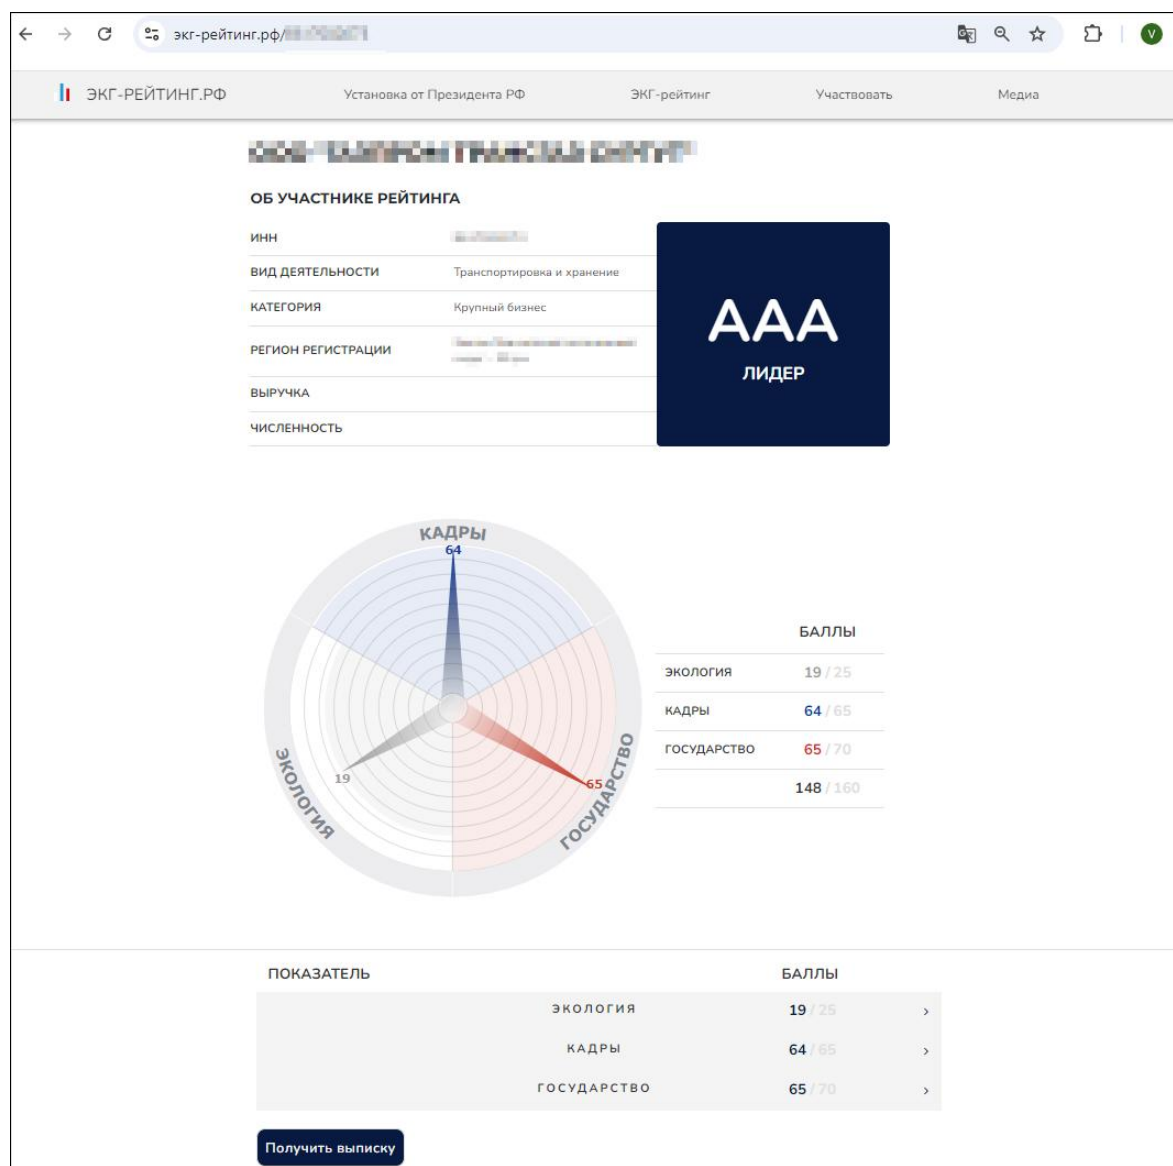 экг-рейтинг.рф/
V
ЭКГ-РЕЙТИНГ.РФ Установка от Президента РФ ЭКГ-рейтинг Участвовать Медиа
ОБ УЧАСТНИКЕ РЕЙТИНГА
ИНН
ВИД ДЕЯТЕЛЬНОСТИ Транспортировка и хранение
КАТЕГОРИЯ Крупный бизнес
РЕГИОН РЕГИСТРАЦИИ
ВЫРУЧКА
ЧИСЛЕННОСТЬ
ААА
ЛИДЕР
КАДРЫ
64
ЭКОЛОГИЯ
19
ГОСУДАРСТВО
65
БАЛЛЫ
ЭКОЛОГИЯ 19 / 25
КАДРЫ 64 / 65
ГОСУДАРСТВО 65 / 70
148 / 160
ПОКАЗАТЕЛЬ БАЛЛЫ
ЭКОЛОГИЯ 19 / 25
КАДРЫ 64 / 65
ГОСУДАРСТВО 65 / 70
Получить выписку